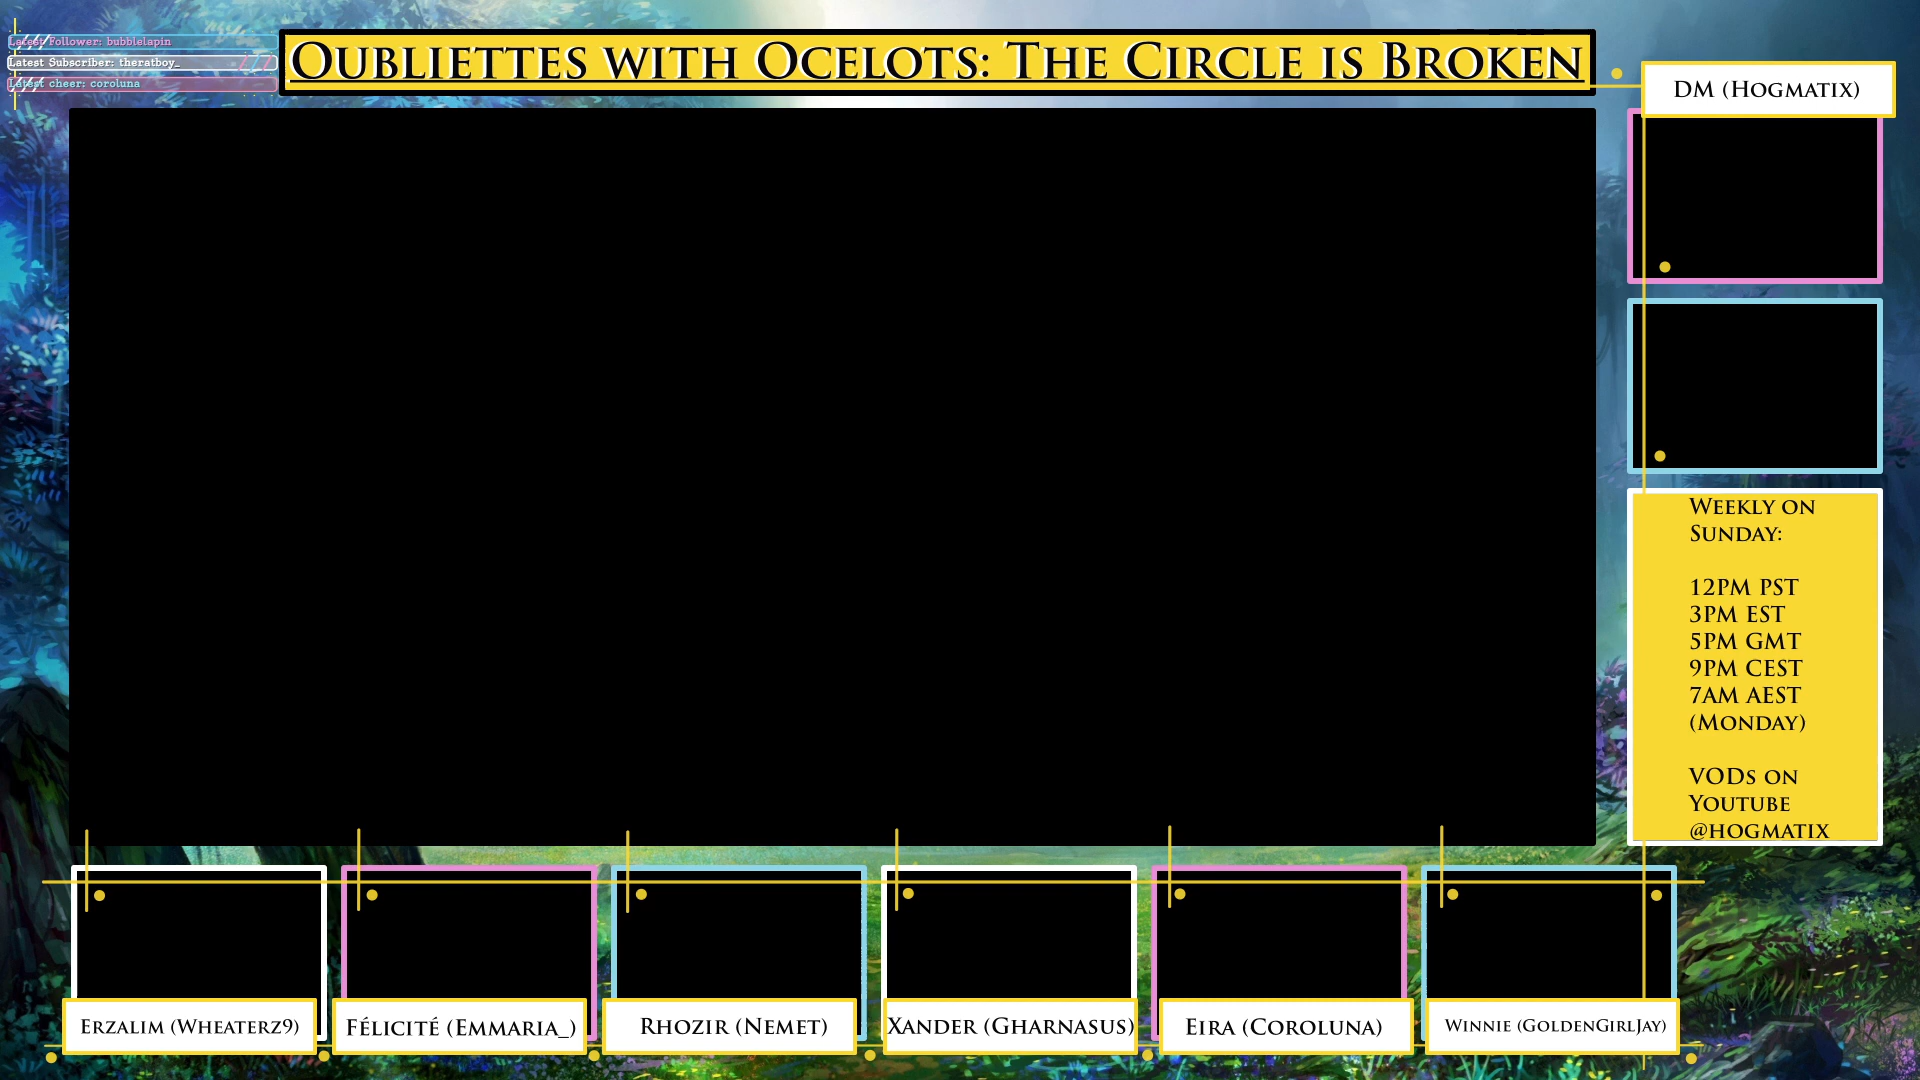 Latest Follower: bubblelapin
Latest Subscriber: theratboy_
Latest cheer: coroluna
Oubliettes with Ocelots: The Circle is Broken
DM (Hogmatix)
Weekly on
Sunday:
12PM PST
3PM EST
5PM GMT
9PM CEST
7AM AEST
(Monday)
VODs on
Youtube
@hogmatix
Erzalim (Wheaterz9)
Félicité (Emmaria_)
Rhozir (Nemet)
Xander (Gharnasus)
Eira (Coroluna)
Winnie (GoldenGirlJay)